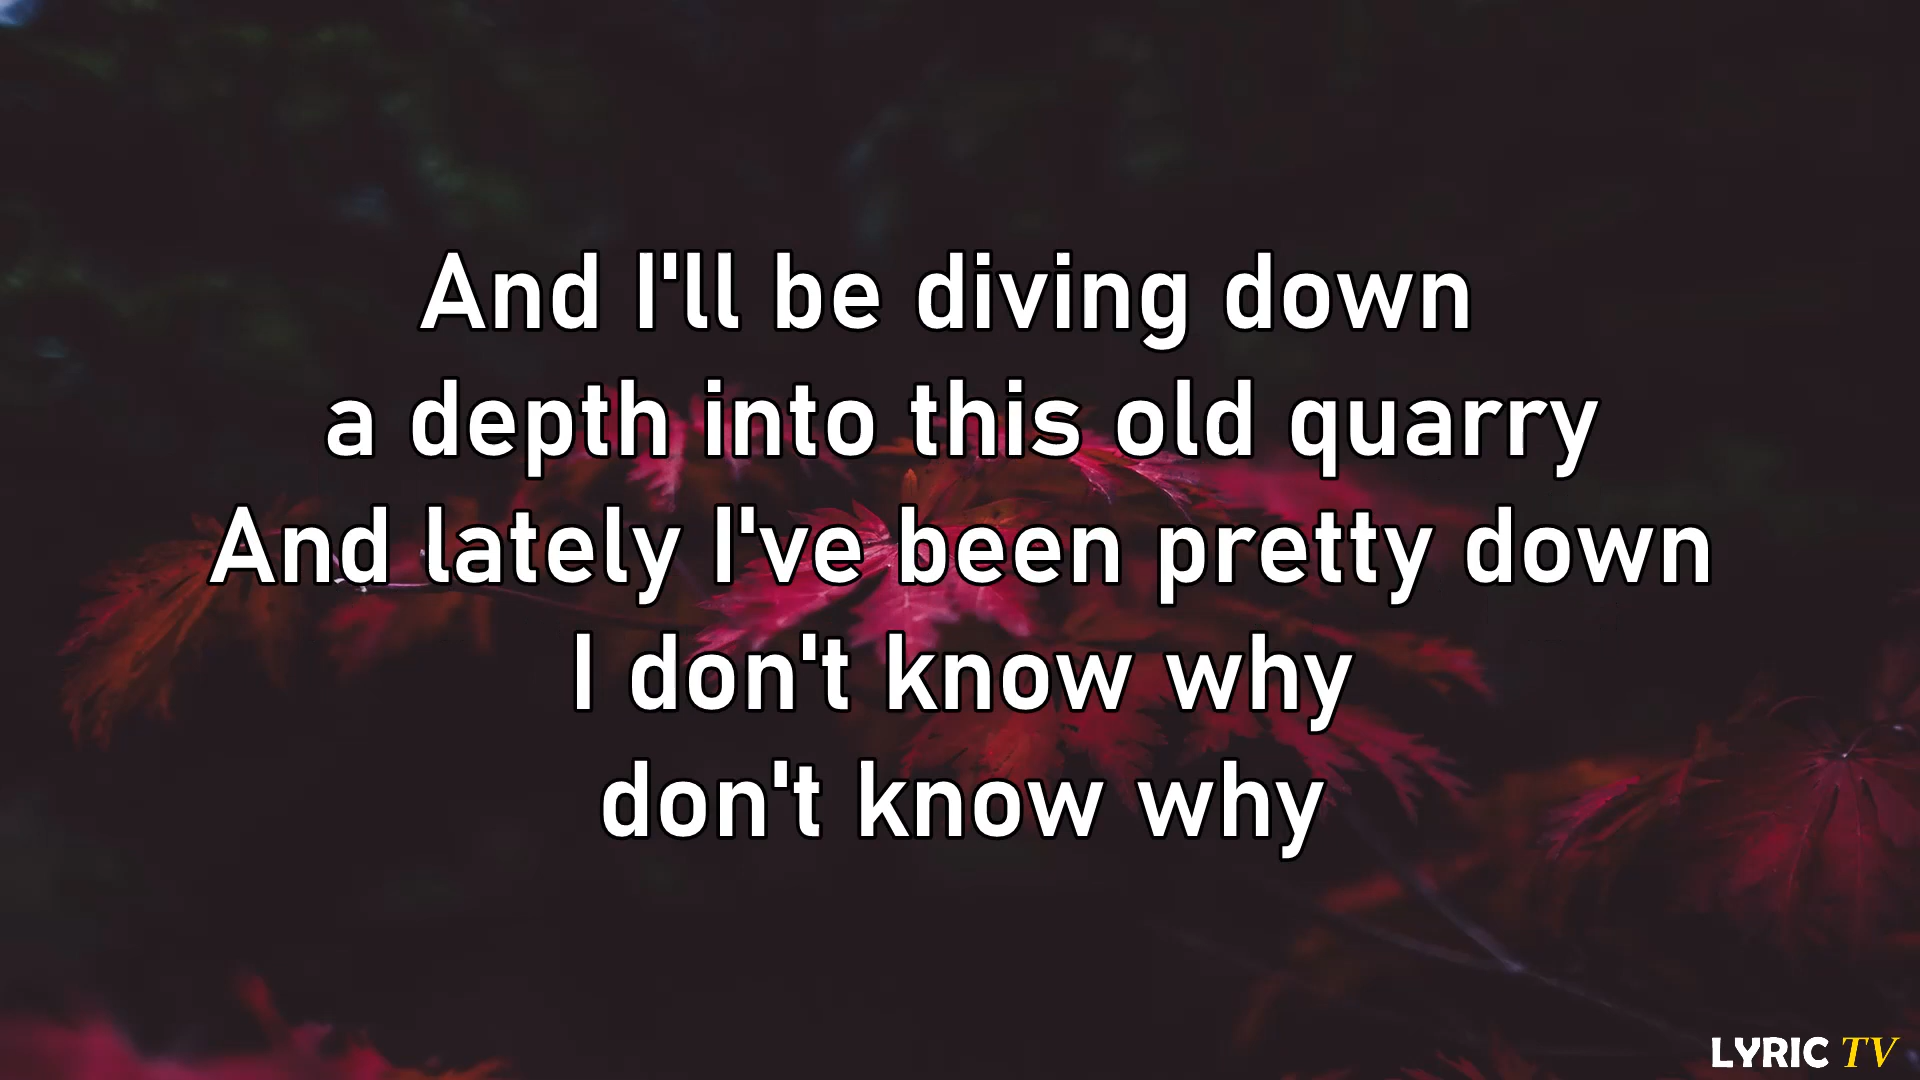 And I'll be diving down
a depth into this old quarry
And lately I've been pretty down
I don't know why
don't know why
LYRIC TV